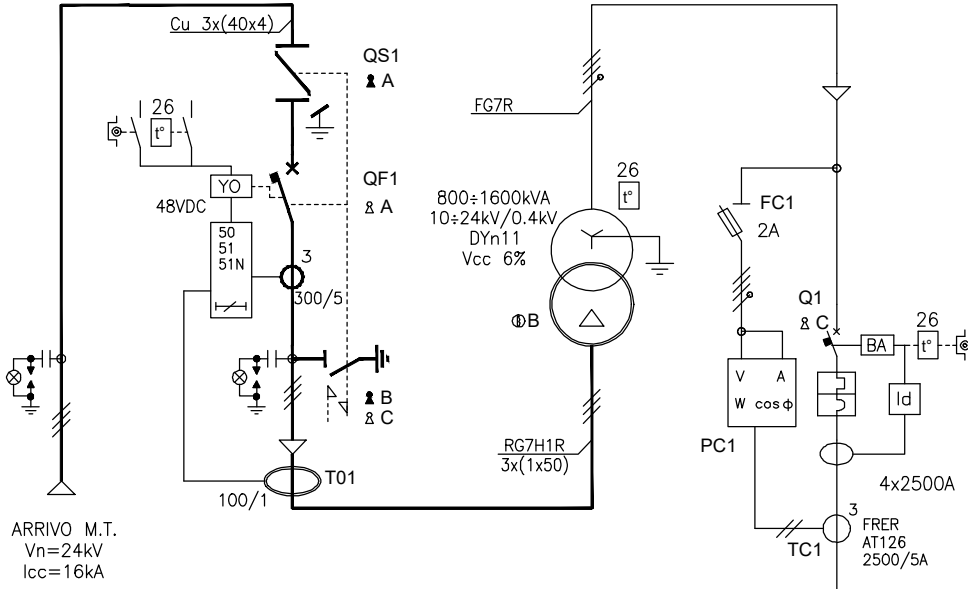 Cu 3x(40x4)
QS1
A
26
t°
YO
48VDC
QF1
A
50
51
51N
3
300/5
B
C
T01
100/1
ARRIVO M.T.
Vn=24kV
Icc=16kA
FG7R
26
t°
800÷1600kVA
10÷24kV/0.4kV
DYn11
Vcc 6%
B
RG7H1R
3x(1x50)
FC1
2A
Q1
C
BA
26
t°
V A
W cosϕ
PC1
Id
4x2500A
3
TC1
FRER
AT126
2500/5A